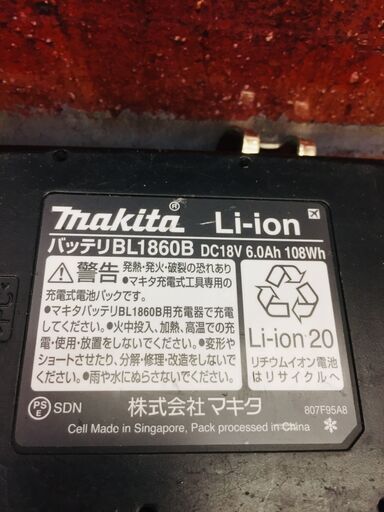 makita® Li-ion
バッテリBL1860B DC18V 6.0Ah 108Wh
警告 発熱・発火・破裂の恐れあり
●マキタ充電式工具専用の
充電式電池パックです。
●マキタバッテリBL1860B用充電器で充電
してください。●火中投入、加熱、高温での充
電・使用・放置をしないでください。●変形や
ショートさせたり、分解・修理・改造をしないで
ください。●雨や水にぬらさないでください。
Li-ion 20
リチウムイオン電池
はリサイクルへ
PS
E SDN 株式会社 マキタ 807F95A8
Cell Made in Singapore, Pack processed in China